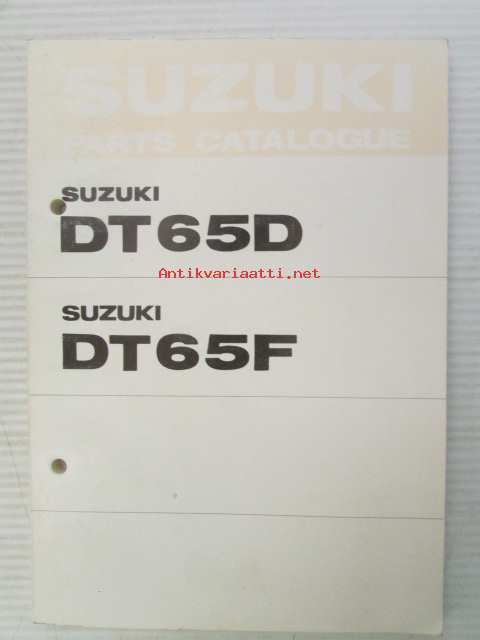 SUZUKI
PARTS CATALOGUE
SUZUKI
DT65D
Antikvariaatti.net
SUZUKI
DT65F